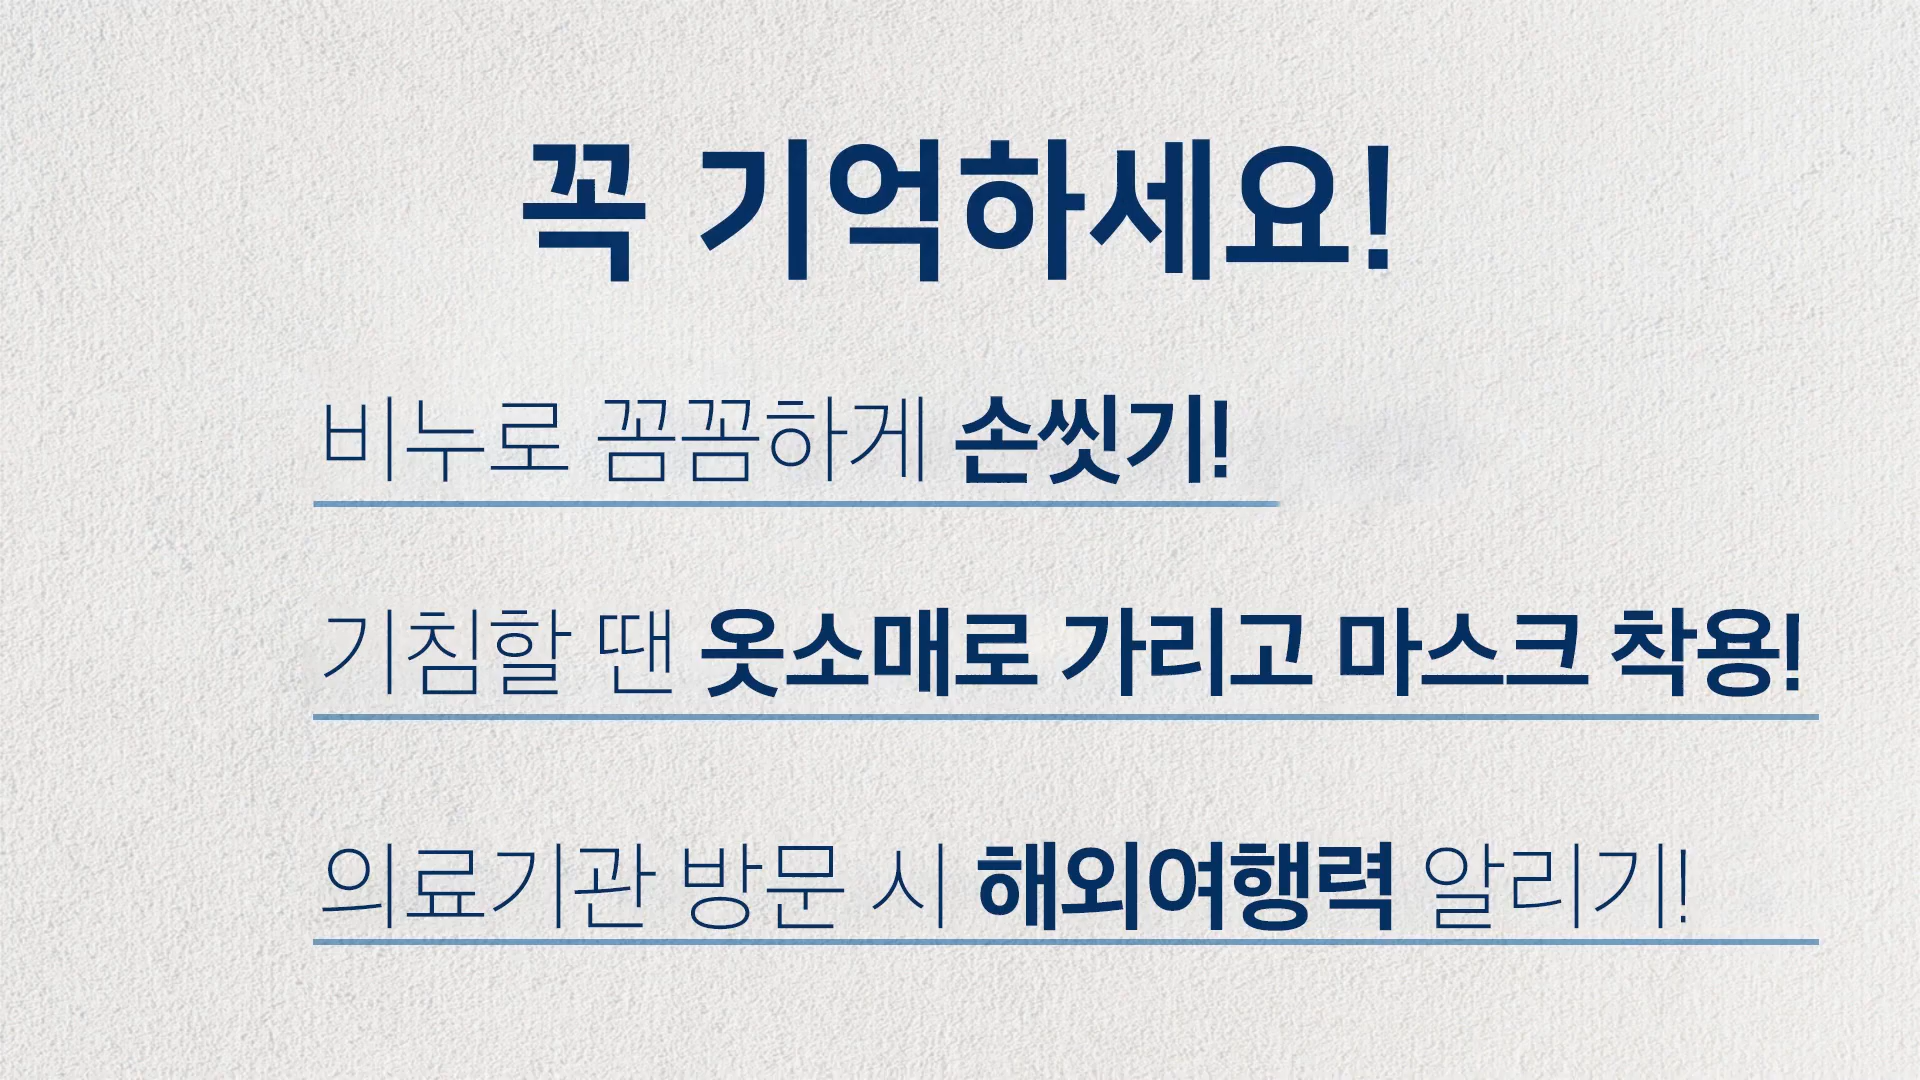 꼭 기억하세요!
비누로 꼼꼼하게 손씻기!
기침할 땐 옷소매로 가리고 마스크 착용!
의료기관 방문 시 해외여행력 알리기!